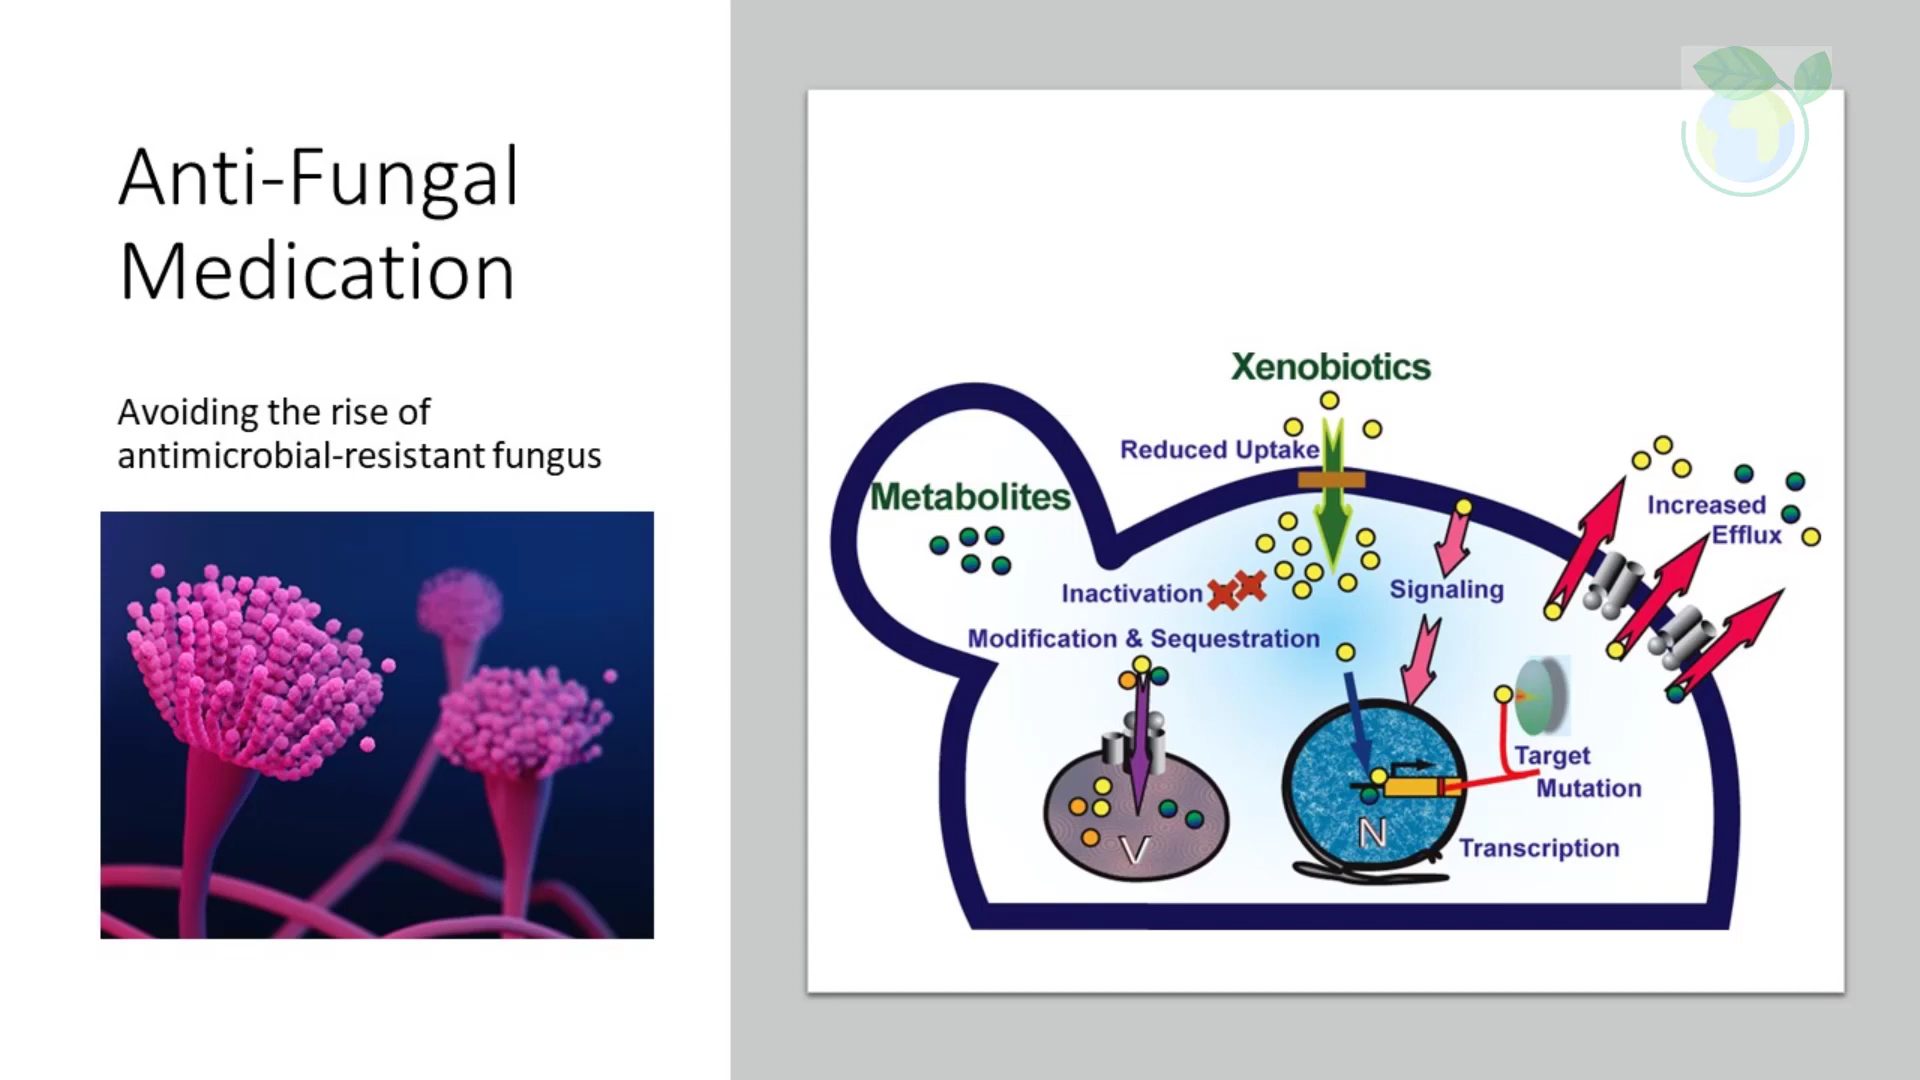 Anti-Fungal
Medication
Avoiding the rise of
antimicrobial-resistant fungus
Xenobiotics
Reduced Uptake
Metabolites
Increased
Efflux
Inactivation
Signaling
Modification & Sequestration
Target
Mutation
V
N
Transcription